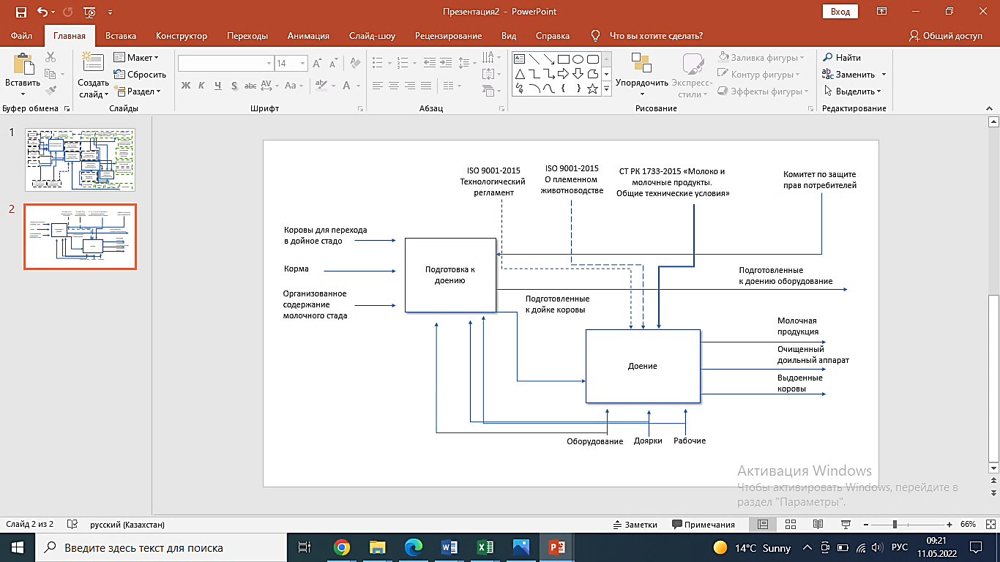 Презентация2 - PowerPoint
Вход
Файл
Главная
Вставка
Конструктор
Переходы
Анимация
Слайд-шоу
Рецензирование
Вид
Справка
Что вы хотите сделать?
Общий доступ
Вставить
Создать
слайд
Макет
Сбросить
Раздел
14
Ж К Ч S abc AV Aa
А
Упорядочить
Экспресс-
стили
Заливка фигуры
Контур фигуры
Эффекты фигуры
Найти
Заменить
Выделить
Буфер обмена
Слайды
Шрифт
Абзац
Рисование
Редактирование
1
2
ISO 9001-2015
Технологический
регламент
ISO 9001-2015
О племенном
животноводстве
СТ РК 1733-2015 «Молоко и
молочные продукты.
Общие технические условия»
Комитет по защите
прав потребителей
Коровы для перехода
в дойное стадо
Корма
Организованное
содержание
молочного стада
Подготовка к
доению
Подготовленные
к доению оборудование
Подготовленные
к дойке коровы
Доение
Молочная
продукция
Очищенный
доильный аппарат
Выдоенные
коровы
Оборудование
Доярки
Рабочие
Активация Windows
Чтобы активировать Windows, перейдите в
раздел "Параметры".
Слайд 2 из 2
русский (Казахстан)
Заметки
Примечания
66%
Введите здесь текст для поиска
14°C Sunny
РУС
09:21
11.05.2022